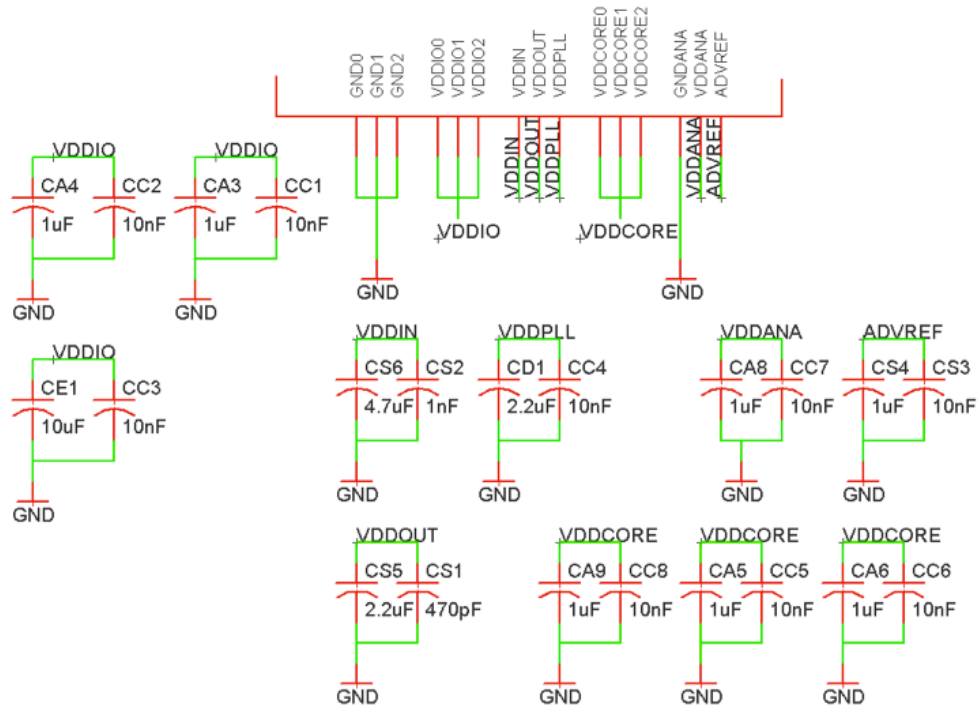 GND0
GND1
GND2
VDDIO0
VDDIO1
VDDIO2
VDDIN
VDDOUT
VDDPLL
VDDCORE0
VDDCORE1
VDDCORE2
GNDANA
VDDANA
ADVREF
VDDIN
VDDOUT
VDDPLL
VDDANA
ADVREF
VDDIO
VDDCORE
GND
GND
VDDIO
CA4
CC2
1uF
10nF
GND
VDDIO
CA3
CC1
1uF
10nF
GND
VDDIO
CE1
CC3
10uF
10nF
GND
VDDIN
CS6
CS2
4.7uF
1nF
GND
VDDPLL
CD1
CC4
2.2uF
10nF
GND
VDDANA
CA8
CC7
1uF
10nF
GND
ADVREF
CS4
CS3
1uF
10nF
GND
VDDOUT
CS5
CS1
2.2uF
470pF
GND
VDDCORE
CA9
CC8
1uF
10nF
GND
VDDCORE
CA5
CC5
1uF
10nF
GND
VDDCORE
CA6
CC6
1uF
10nF
GND